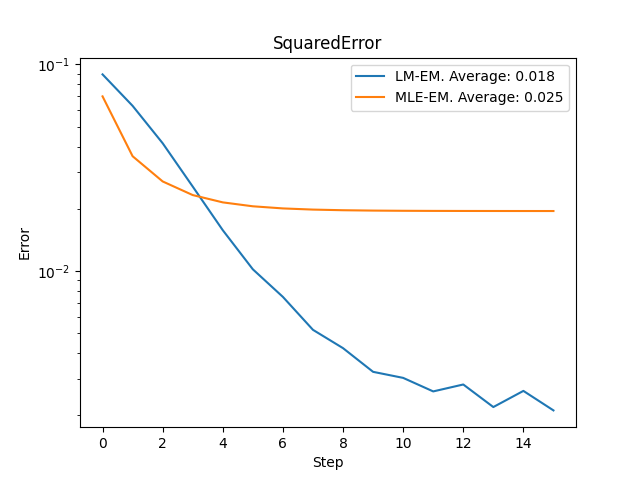 SquaredError
LM-EM. Average: 0.018
MLE-EM. Average: 0.025
Error
10⁻¹
10⁻²
0 2 4 6 8 10 12 14
Step